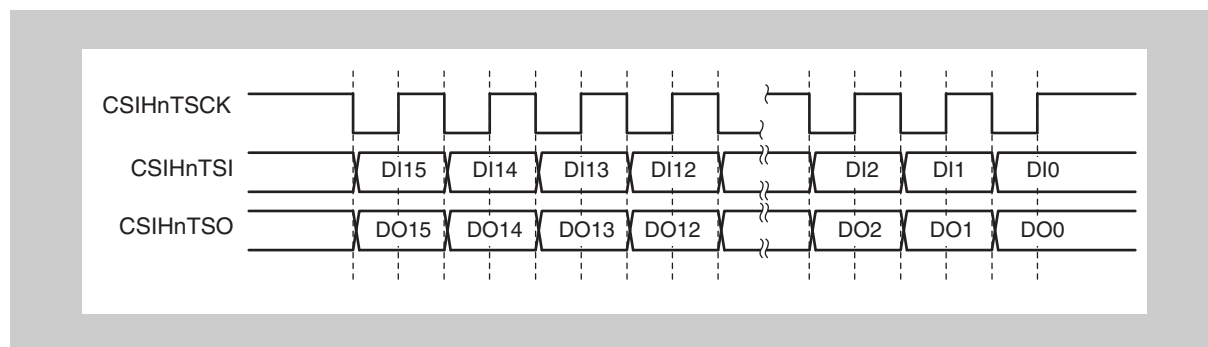 CSIHnTSCK
CSIHnTSI DI15 DI14 DI13 DI12 DI2 DI1 DI0
CSIHnTSO DO15 DO14 DO13 DO12 DO2 DO1 DO0